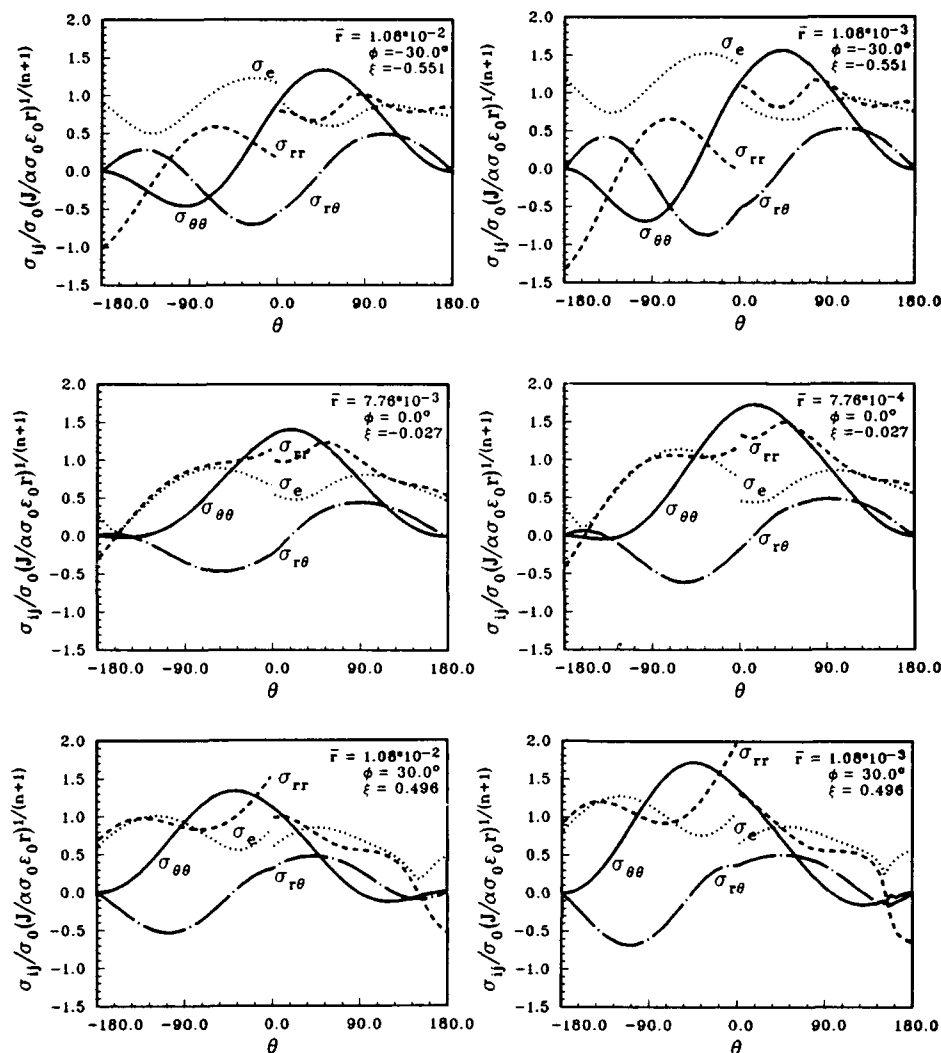 σij/σ0(J/ασ0ε0r)^1/(n+1)
2.0
1.5
1.0
0.5
0.0
−0.5
−1.0
−1.5
r̄ = 1.08*10^-2
ϕ =−30.0°
ξ =−0.551
σe
σrr
σθθ
σrθ
−180.0 −90.0 0.0 90.0 180.0
θ
σij/σ0(J/ασ0ε0r)^1/(n+1)
2.0
1.5
1.0
0.5
0.0
−0.5
−1.0
−1.5
r̄ = 1.08*10^-3
ϕ =−30.0°
ξ =−0.551
σe
σrr
σθθ
σrθ
−180.0 −90.0 0.0 90.0 180.0
θ
σij/σ0(J/ασ0ε0r)^1/(n+1)
2.0
1.5
1.0
0.5
0.0
−0.5
−1.0
−1.5
r̄ = 7.76*10^-3
ϕ = 0.0°
ξ =−0.027
σrr
σe
σθθ
σrθ
−180.0 −90.0 0.0 90.0 180.0
θ
σij/σ0(J/ασ0ε0r)^1/(n+1)
2.0
1.5
1.0
0.5
0.0
−0.5
−1.0
−1.5
r̄ = 7.76*10^-4
ϕ = 0.0°
ξ =−0.027
σrr
σe
σθθ
σrθ
−180.0 −90.0 0.0 90.0 180.0
θ
σij/σ0(J/ασ0ε0r)^1/(n+1)
2.0
1.5
1.0
0.5
0.0
−0.5
−1.0
−1.5
r̄ = 1.08*10^-2
ϕ = 30.0°
ξ = 0.496
σrr
σe
σθθ
σrθ
−180.0 −90.0 0.0 90.0 180.0
θ
σij/σ0(J/ασ0ε0r)^1/(n+1)
2.0
1.5
1.0
0.5
0.0
−0.5
−1.0
−1.5
r̄ = 1.08*10^-3
ϕ = 30.0°
ξ = 0.496
σrr
σe
σθθ
σrθ
−180.0 −90.0 0.0 90.0 180.0
θ